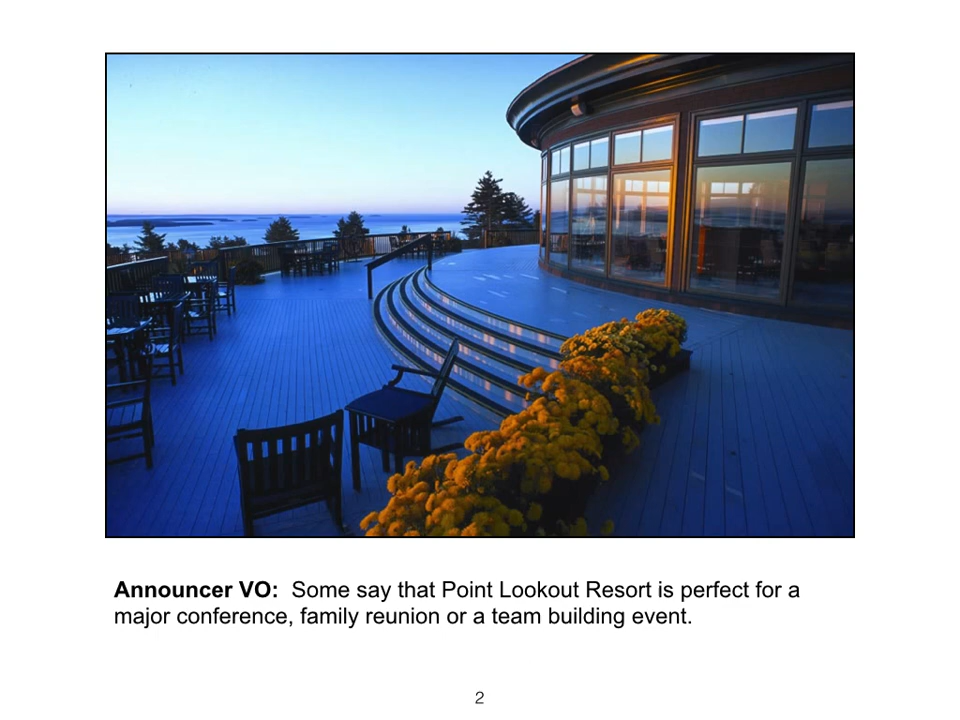 Announcer VO:  Some say that Point Lookout Resort is perfect for a
major conference, family reunion or a team building event.
2